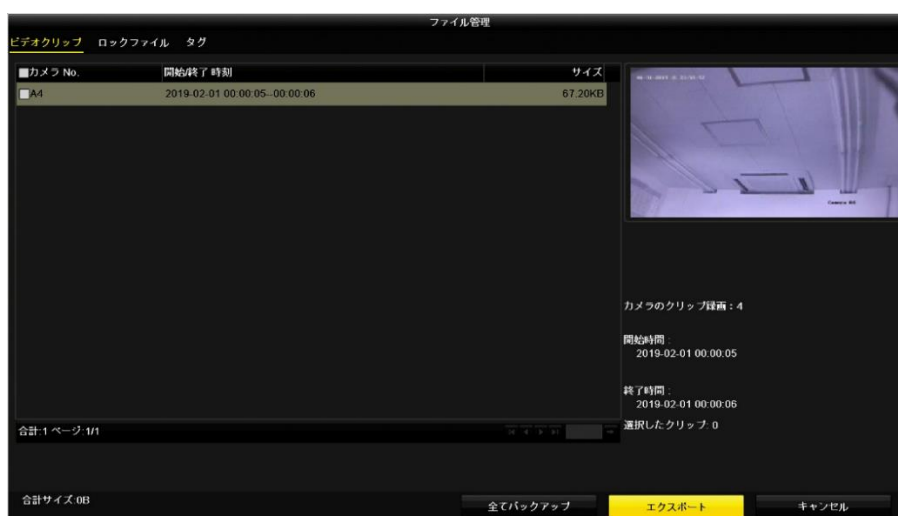 ファイル管理
ビデオクリップ ロックファイル タグ
カメラ No. 開始/終了 時刻 サイズ
A4 2019-02-01 00:00:05--00:00:06 67.20KB
カメラのクリップ録画：4
開始時間 :
2019-02-01 00:00:05
終了時間 :
2019-02-01 00:00:06
選択したクリップ: 0
合計:1 ページ:1/1
合計サイズ:0B
全てバックアップ エクスポート キャンセル